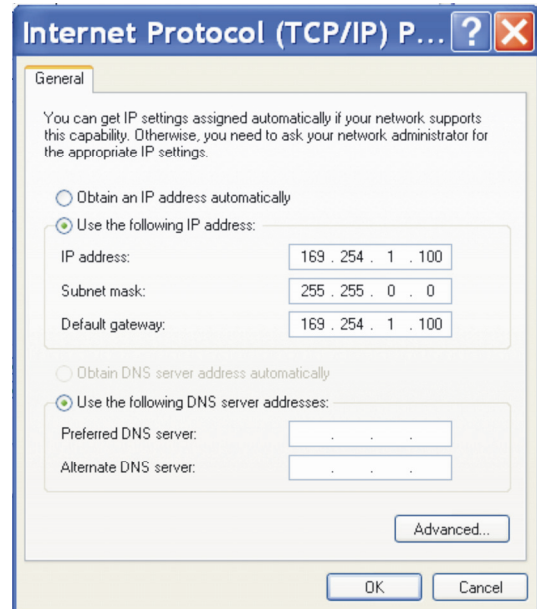 Internet Protocol (TCP/IP) P... ?
General
You can get IP settings assigned automatically if your network supports
this capability. Otherwise, you need to ask your network administrator for
the appropriate IP settings.
Obtain an IP address automatically
Use the following IP address:
IP address: 169 . 254 . 1 . 100
Subnet mask: 255 . 255 . 0 . 0
Default gateway: 169 . 254 . 1 . 100
Obtain DNS server address automatically
Use the following DNS server addresses:
Preferred DNS server: . . .
Alternate DNS server: . . .
Advanced...
OK Cancel